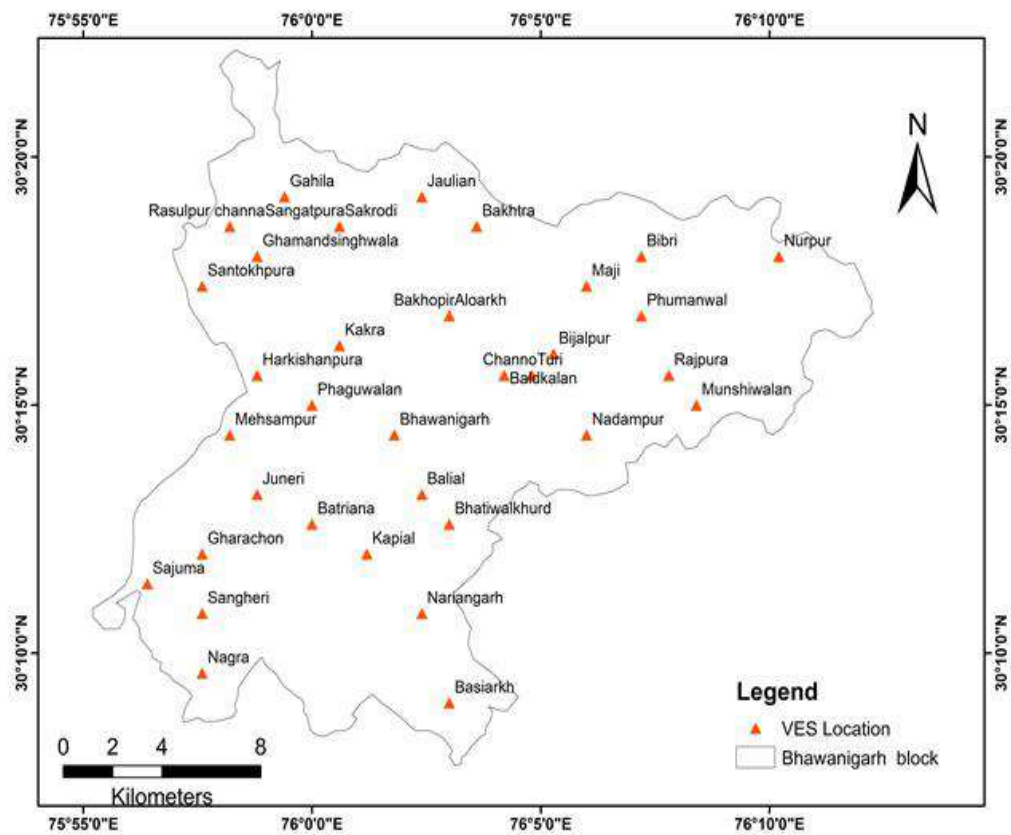 75°55'0"E 76°0'0"E 76°5'0"E 76°10'0"E
N
30°20'0"N 30°20'0"N
Gahila Jaulian
Rasulpur channaSangatpuraSakrodi Bakhtra
Ghamandsinghwala Bibri Nurpur
Santokhpura Maji
BakhopirAloarkh Phumanwal
Kakra Bijalpur
Harkishanpura ChannoTuri Rajpura
Baldkalan
Phaguwalan Munshiwalan
30°15'0"N 30°15'0"N
Mehsampur Bhawanigarh Nadampur
Juneri Balial
Batriana Bhatiwalkhurd
Gharachon Kapial
Sajuma
Sangheri Nariangarh
30°10'0"N 30°10'0"N
Nagra
Basiarkh
Legend
VES Location
Bhawanigarh block
0 2 4 8
Kilometers
75°55'0"E 76°0'0"E 76°5'0"E 76°10'0"E